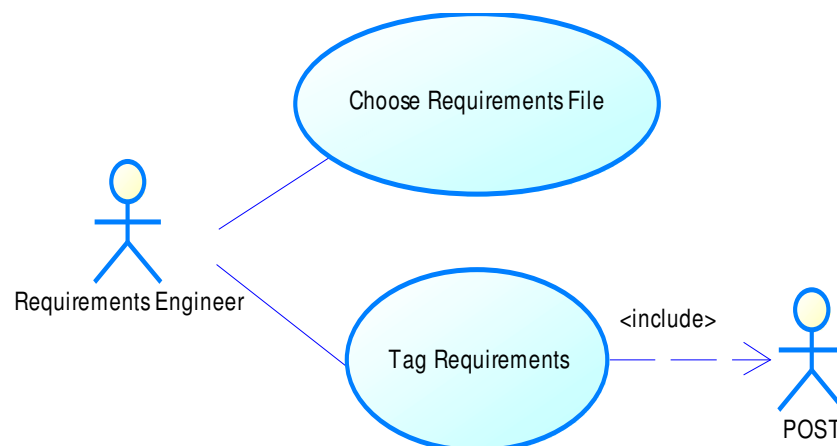 Choose Requirements File
Requirements Engineer
<include>
Tag Requirements
POST